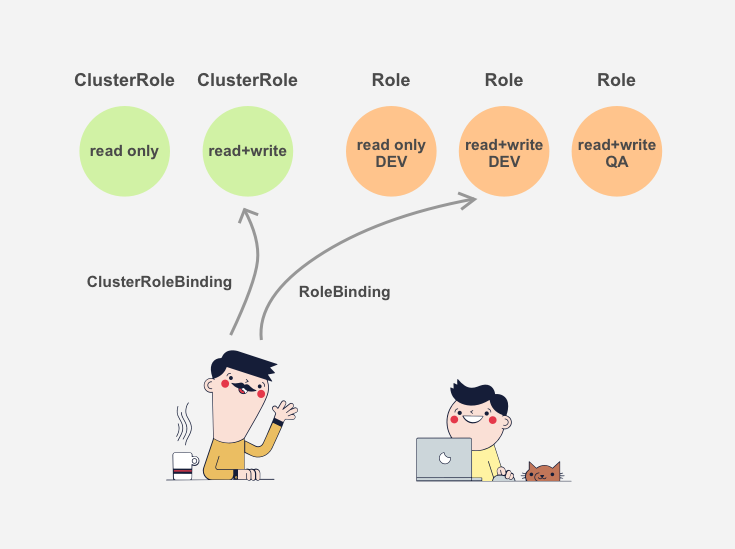 ClusterRole
ClusterRole
Role
Role
Role
read only
read+write
read only
DEV
read+write
DEV
read+write
QA
ClusterRoleBinding
RoleBinding